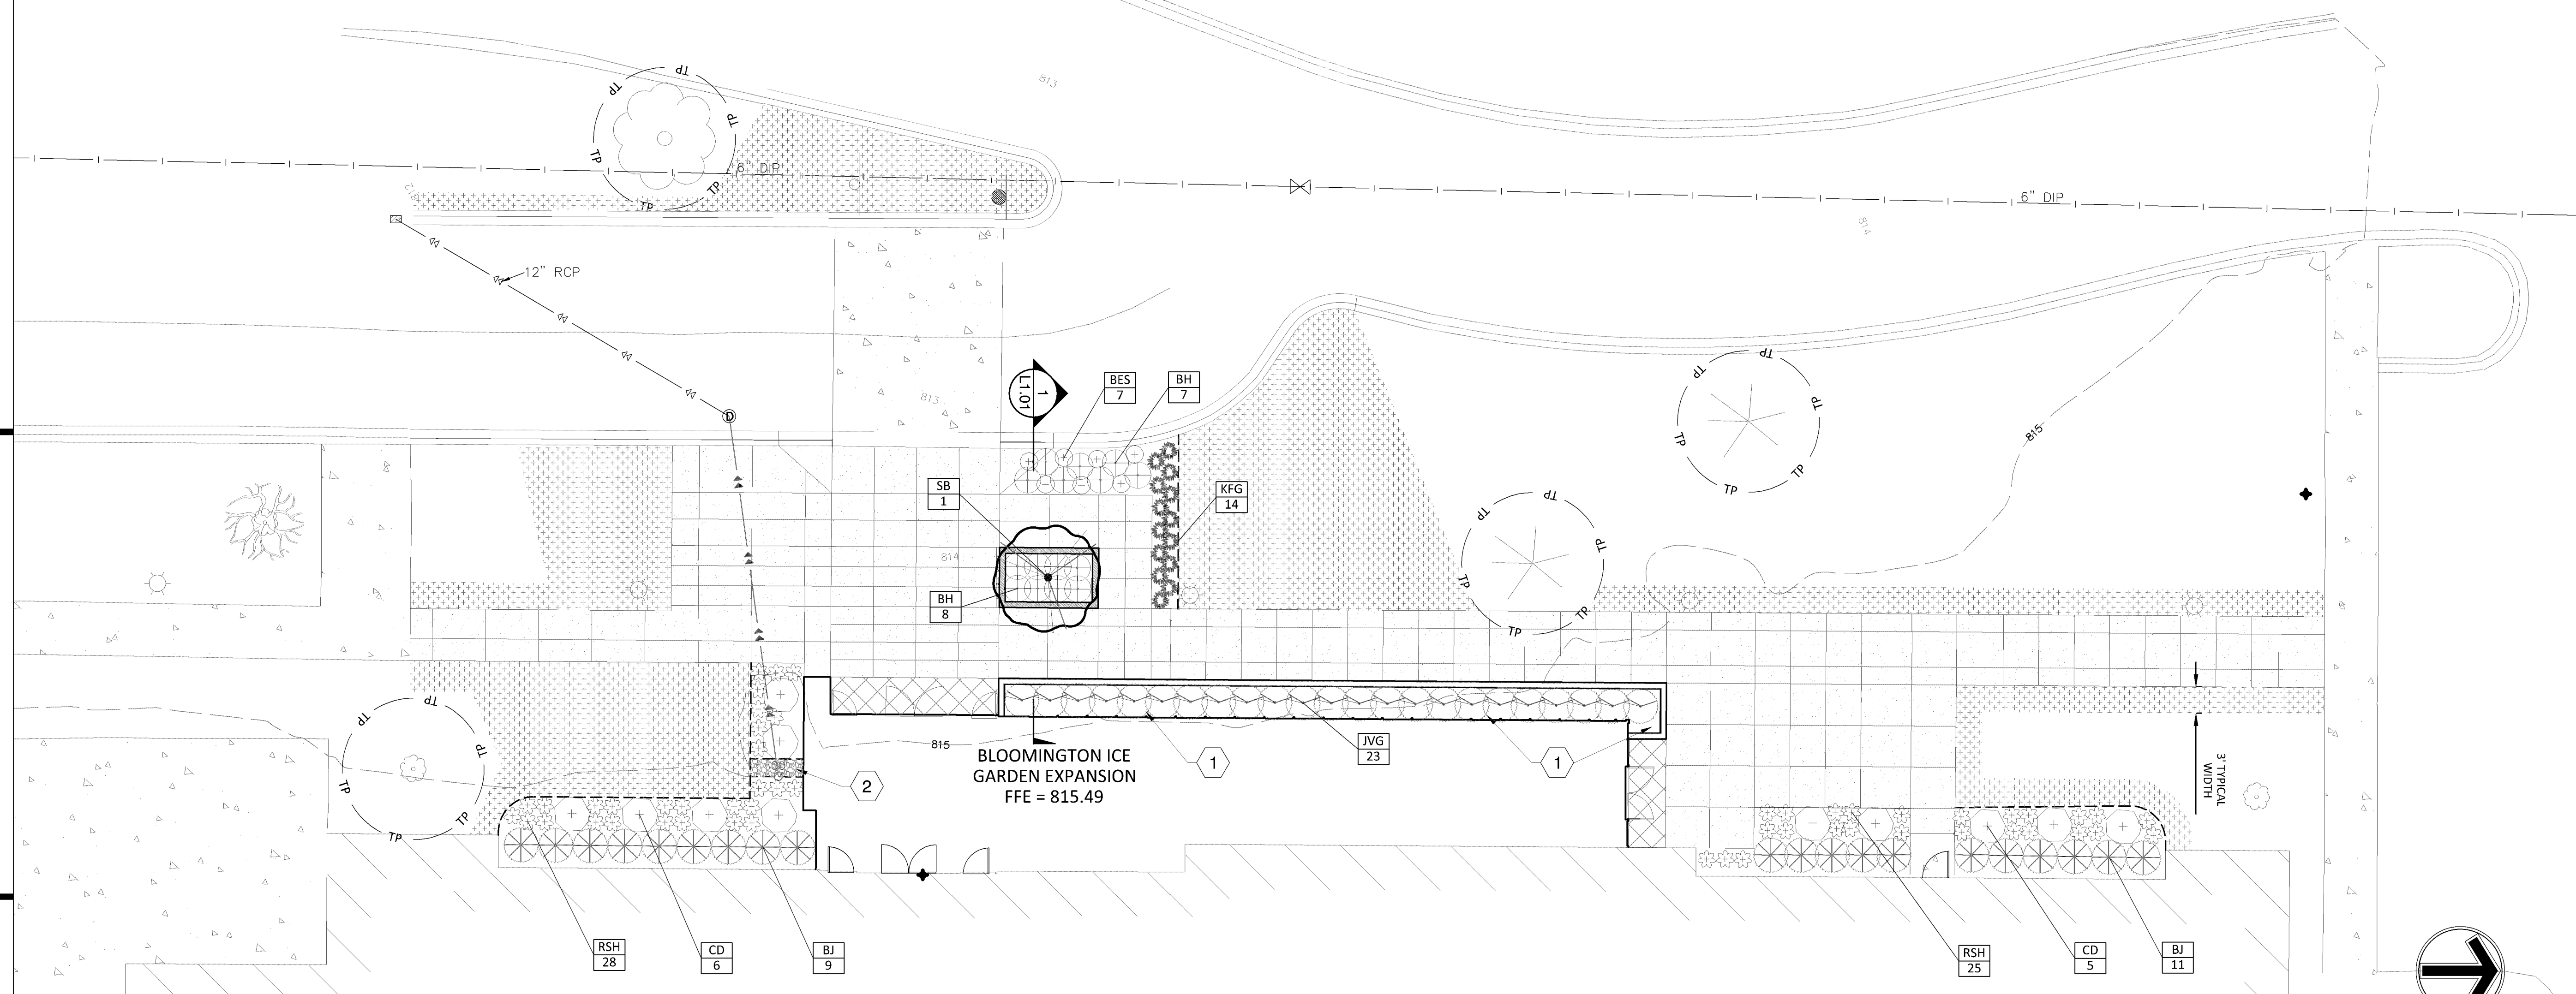 TP
TP
TP
TP
TP
TP
813
6" DIP
812
6" DIP
814
12" RCP
D
1
L1.01
BES
7
BH
7
813
TP
TP
TP
TP
TP
TP
815
SB
1
KFG
14
TP
TP
TP
TP
TP
TP
814
BH
8
TP
TP
TP
TP
TP
TP
815
BLOOMINGTON ICE
GARDEN EXPANSION
FFE = 815.49
JVG
23
1
1
2
3' TYPICAL
WIDTH
RSH
28
CD
6
BJ
9
RSH
25
CD
5
BJ
11